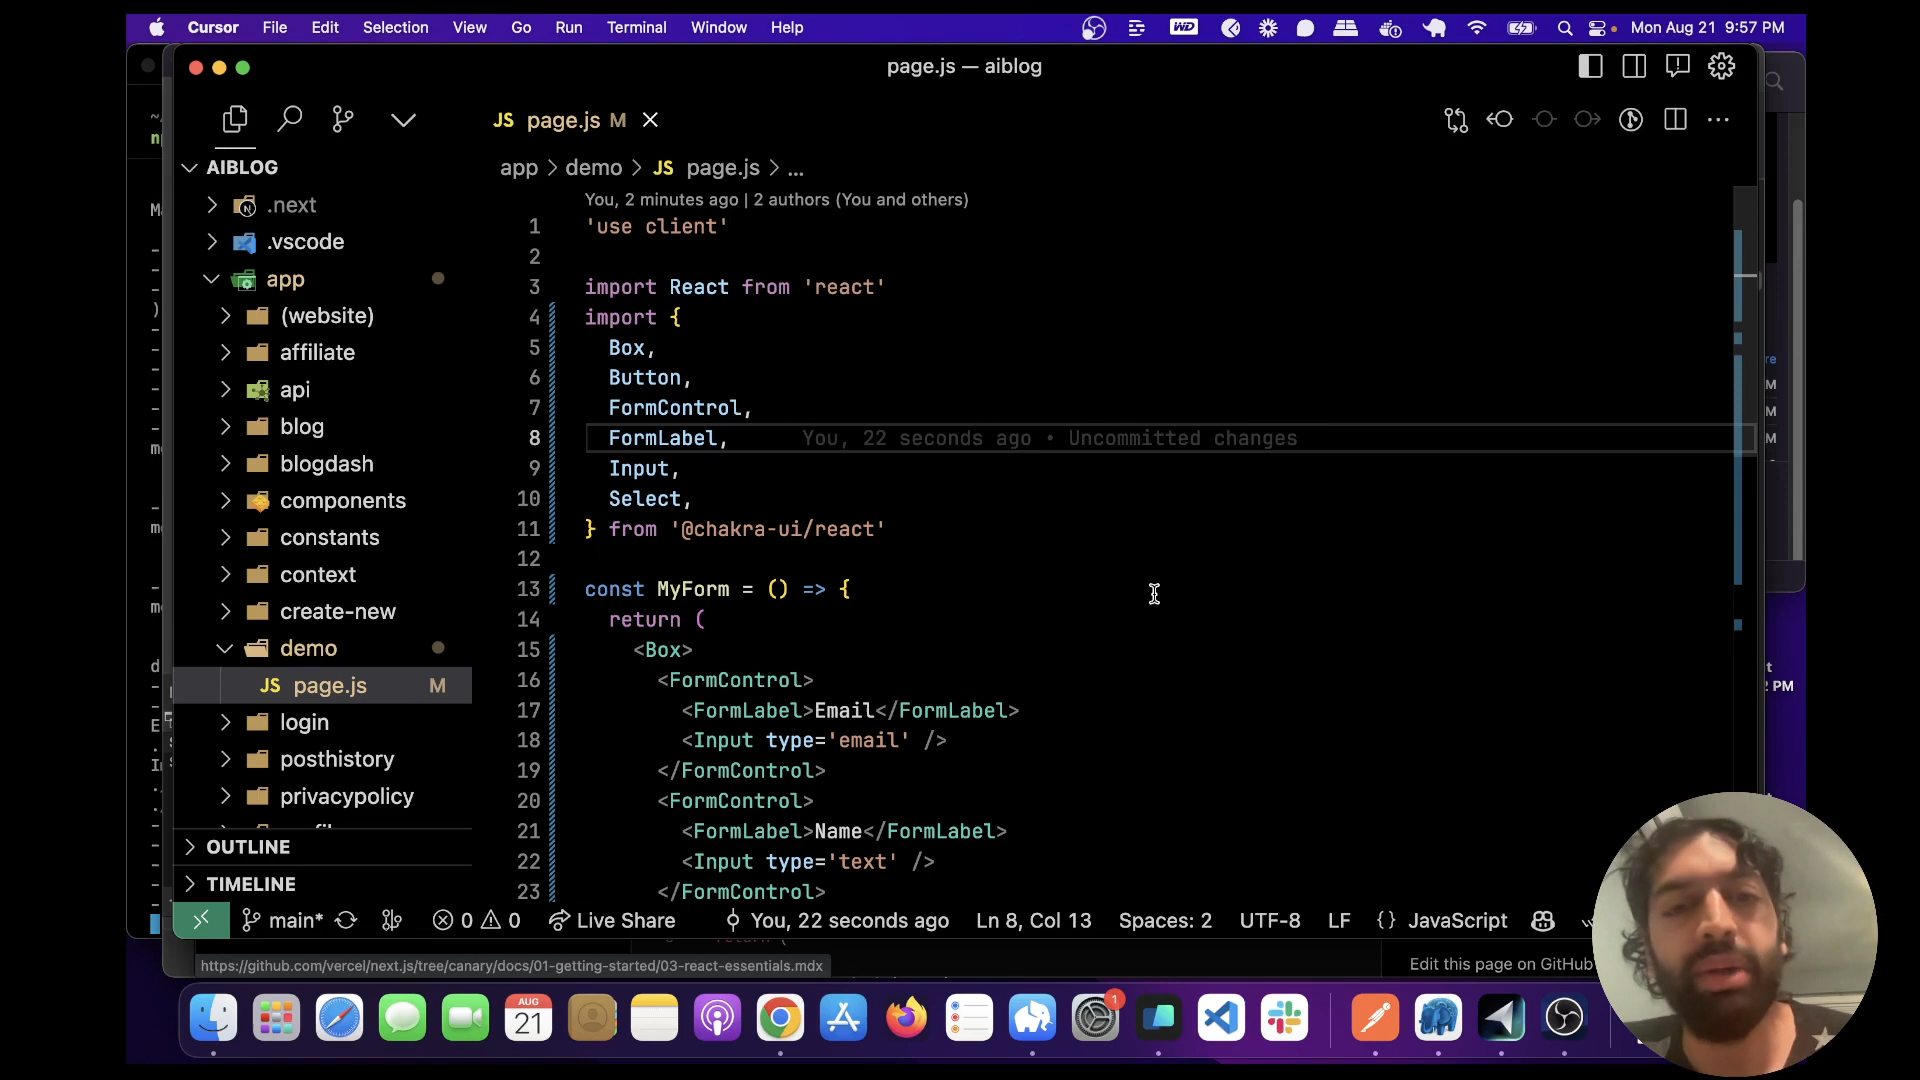 Cursor File Edit Selection View Go Run Terminal Window Help
WD
Mon Aug 21 9:57 PM
page.js — aiblog
JS page.js M
AIBLOG
.next
.vscode
app
(website)
affiliate
api
blog
blogdash
components
constants
context
create-new
demo
JS page.js M
login
posthistory
privacypolicy
OUTLINE
TIMELINE
app > demo > JS page.js > ...
You, 2 minutes ago | 2 authors (You and others)
1 'use client'
2
3 import React from 'react'
4 import {
5 Box,
6 Button,
7 FormControl,
8 FormLabel, You, 22 seconds ago • Uncommitted changes
9 Input,
10 Select,
11 } from '@chakra-ui/react'
12
13 const MyForm = () => {
14 return (
15 <Box>
16 <FormControl>
17 <FormLabel>Email</FormLabel>
18 <Input type='email' />
19 </FormControl>
20 <FormControl>
21 <FormLabel>Name</FormLabel>
22 <Input type='text' />
23 </FormControl>
main* 0 0 Live Share You, 22 seconds ago Ln 8, Col 13 Spaces: 2 UTF-8 LF {} JavaScript
https://github.com/vercel/next.js/tree/canary/docs/01-getting-started/03-react-essentials.mdx
Edit this page on GitHub
AUG
21
1